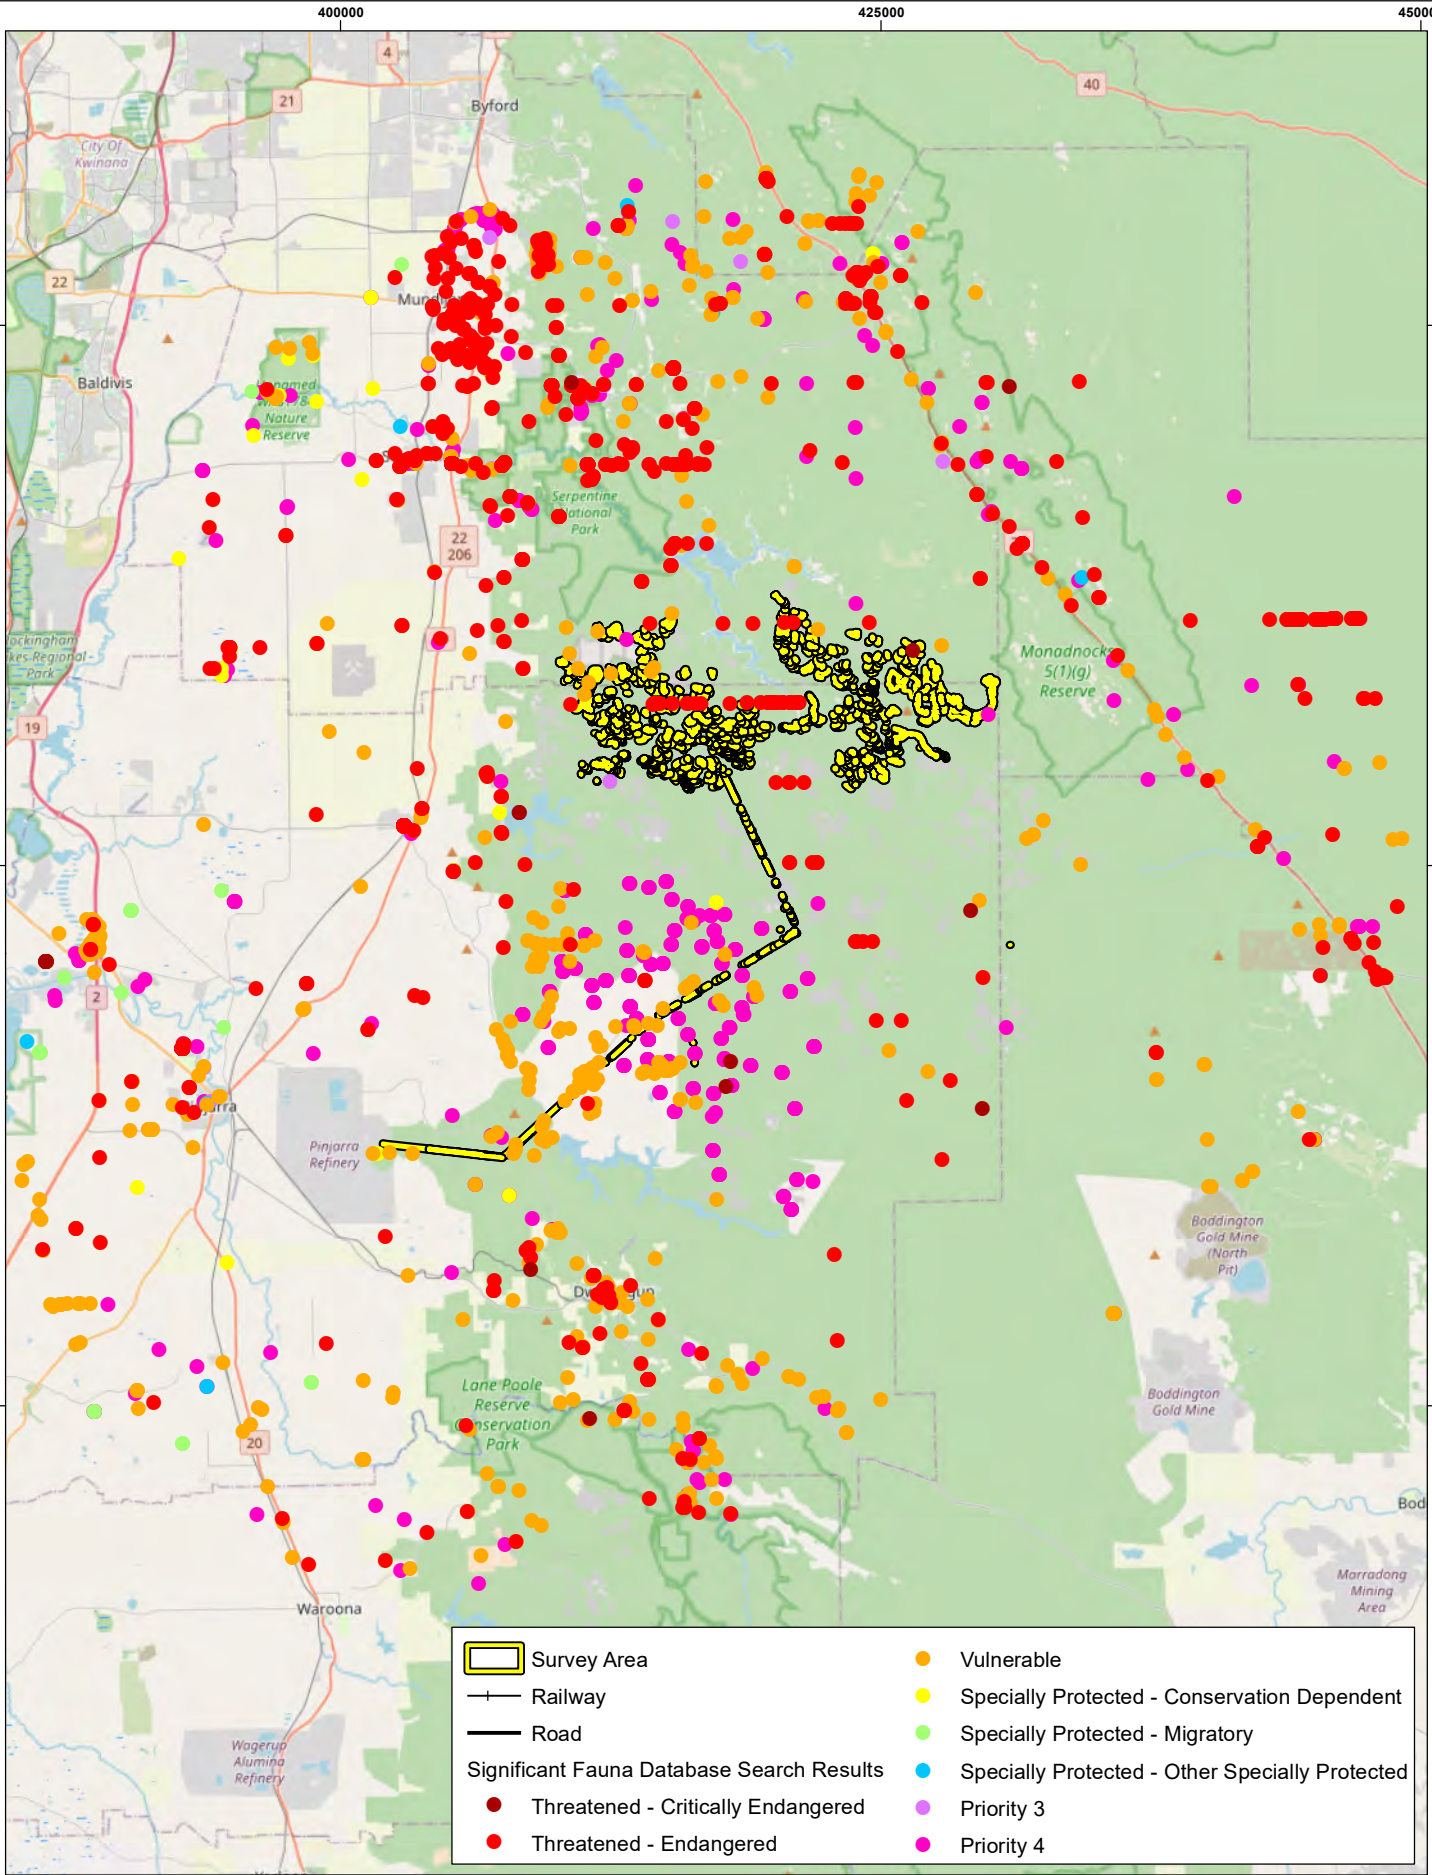 400000
425000
45000
4
40
21
Byford
City Of
Kwinana
22
Baldivis
Nature
Reserve
Serpentine
National
Park
22
206
Monadnocks
5(1)(g)
Reserve
Regional -
Park
19
2
Pinjarra
Refinery
Boddington
Gold Mine
(North
Pit)
Lane Poole
Reserve
Conservation
Park
Boddington
Gold Mine
20
Bod
Marradong
Mining
Area
Waroona
Wagerup
Alumina
Refinery
Survey Area
Railway
Road
Significant Fauna Database Search Results
Threatened - Critically Endangered
Threatened - Endangered
Vulnerable
Specially Protected - Conservation Dependent
Specially Protected - Migratory
Specially Protected - Other Specially Protected
Priority 3
Priority 4